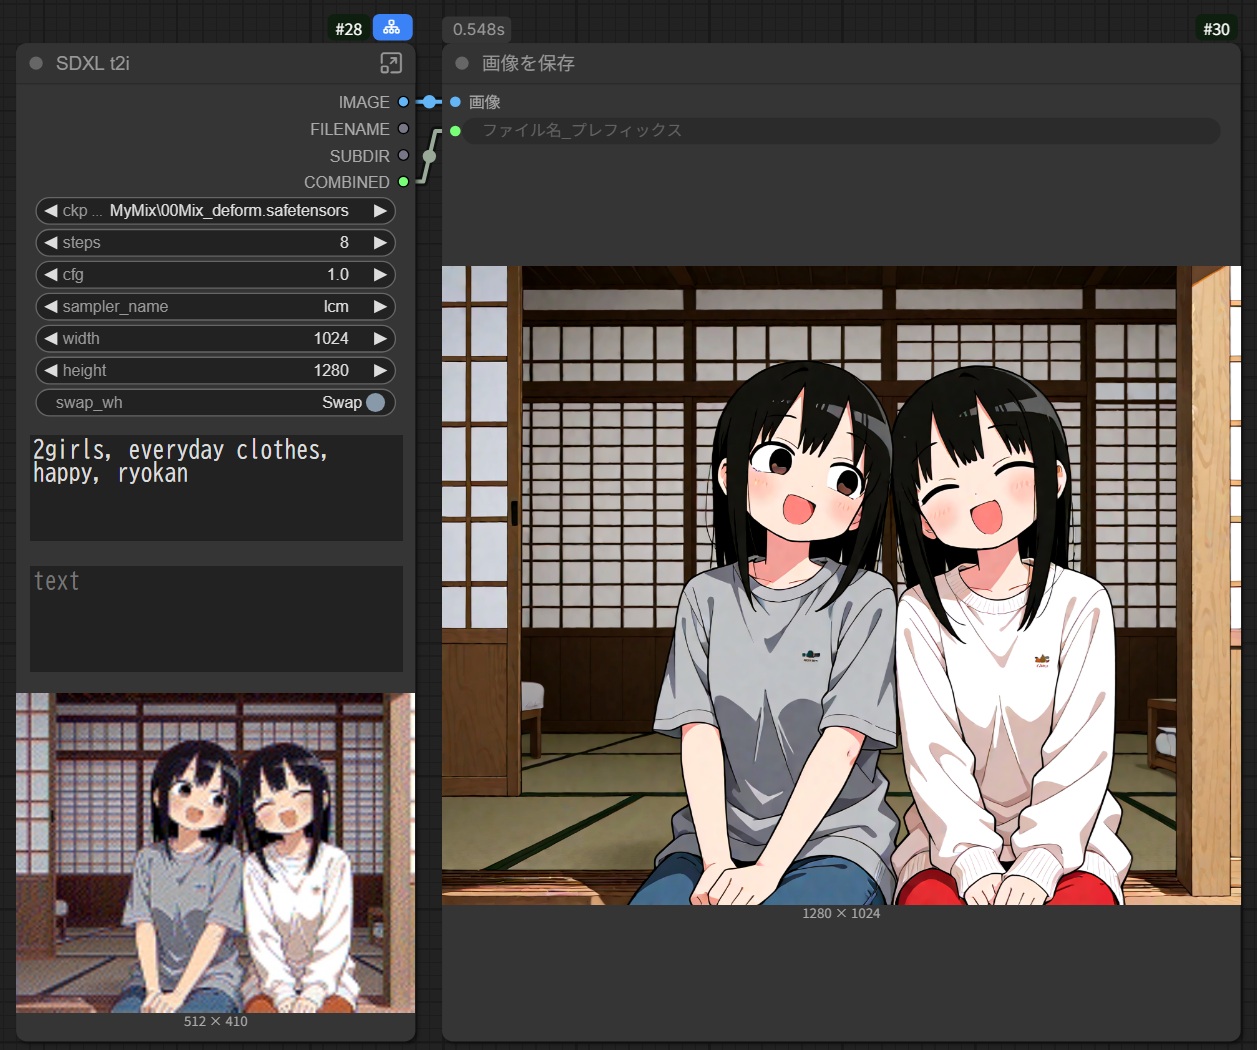 #28
SDXL t2i
IMAGE
FILENAME
SUBDIR
COMBINED
ckp ... MyMix\00Mix_deform.safetensors
steps 8
cfg 1.0
sampler_name lcm
width 1024
height 1280
swap_wh Swap
2girls, everyday clothes,
happy, ryokan
text
512 × 410
0.548s
#30
画像を保存
画像
ファイル名_プレフィックス
1280 × 1024